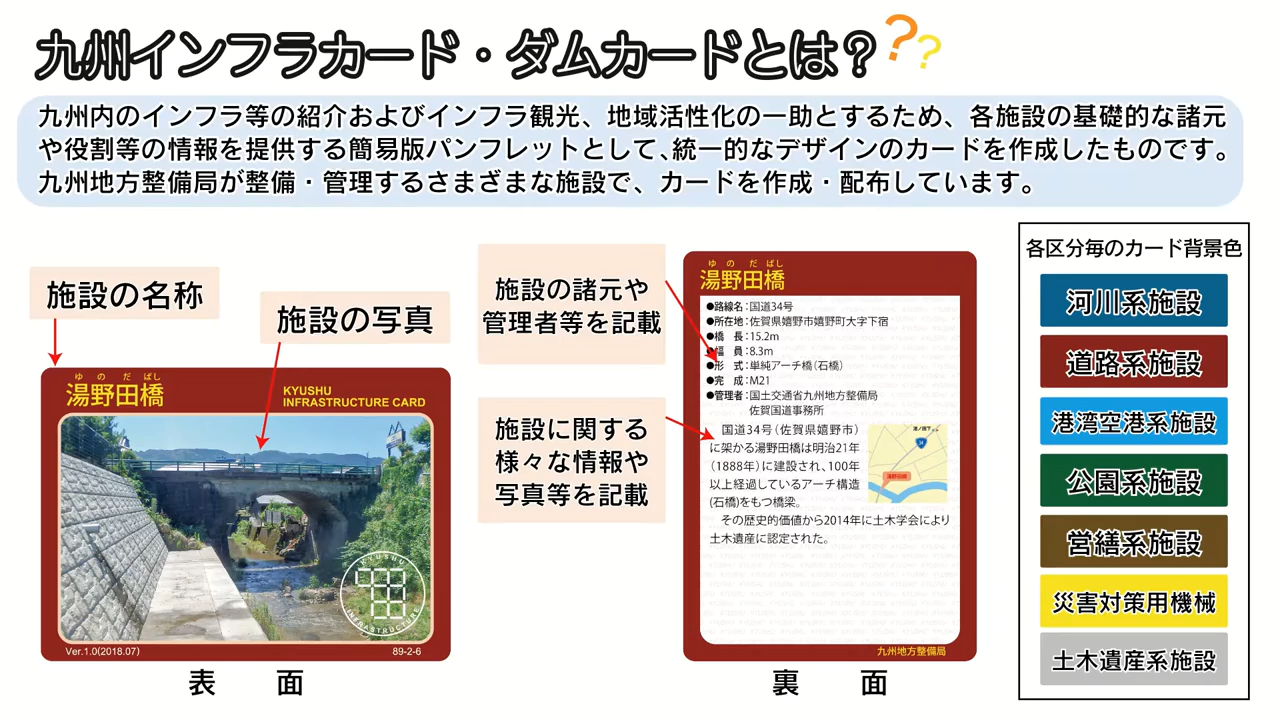 九州インフラカード・ダムカードとは？??
九州内のインフラ等の紹介およびインフラ観光、地域活性化の一助とするため、各施設の基礎的な諸元
や役割等の情報を提供する簡易版パンフレットとして、統一的なデザインのカードを作成したものです。
九州地方整備局が整備・管理するさまざまな施設で、カードを作成・配布しています。
施設の名称
施設の写真
ゆのだばし
湯野田橋
KYUSHU
INFRASTRUCTURE CARD
KYUSHU
INFRASTRUCTURE
Ver.1.0(2018.07)
89-2-6
表 面
施設の諸元や
管理者等を記載
施設に関する
様々な情報や
写真等を記載
ゆのだばし
湯野田橋
●路線名：国道34号
●所在地：佐賀県嬉野市嬉野町大字下宿
●橋 長：15.2m
●幅 員：8.3m
●形 式：単純アーチ橋（石橋）
●完 成：M21
●管理者：国土交通省九州地方整備局
佐賀国道事務所
国道34号（佐賀県嬉野市）
に架かる湯野田橋は明治21年
（1888年）に建設され、100年
以上経過しているアーチ構造
(石橋)をもつ橋梁。
その歴史的価値から2014年に土木学会により
土木遺産に認定された。
34
湯野田橋
九州地方整備局
裏 面
各区分毎のカード背景色
河川系施設
道路系施設
港湾空港系施設
公園系施設
営繕系施設
災害対策用機械
土木遺産系施設